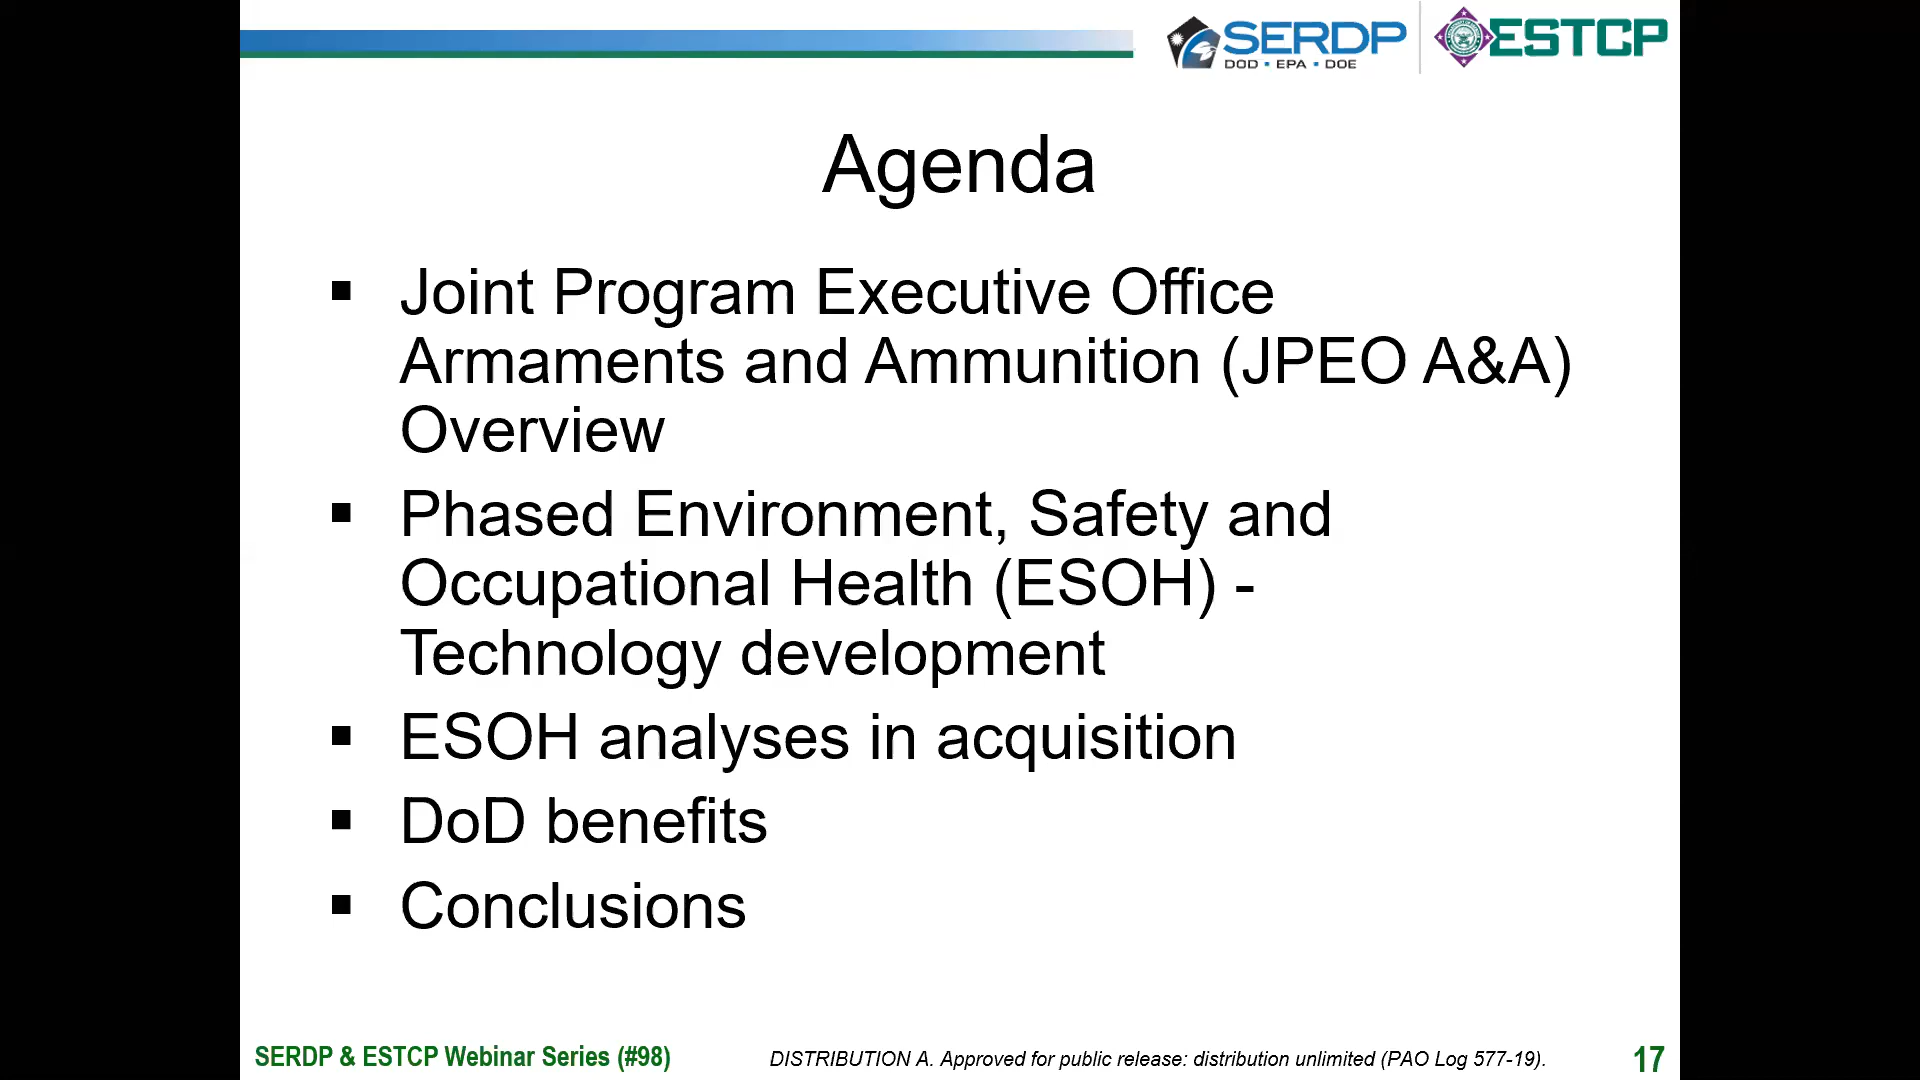 SERDP
DOD ▪ EPA ▪ DOE
ESTCP
Agenda
▪ Joint Program Executive Office
Armaments and Ammunition (JPEO A&A)
Overview
▪ Phased Environment, Safety and
Occupational Health (ESOH) -
Technology development
▪ ESOH analyses in acquisition
▪ DoD benefits
▪ Conclusions
SERDP & ESTCP Webinar Series (#98)
DISTRIBUTION A. Approved for public release: distribution unlimited (PAO Log 577-19).
17